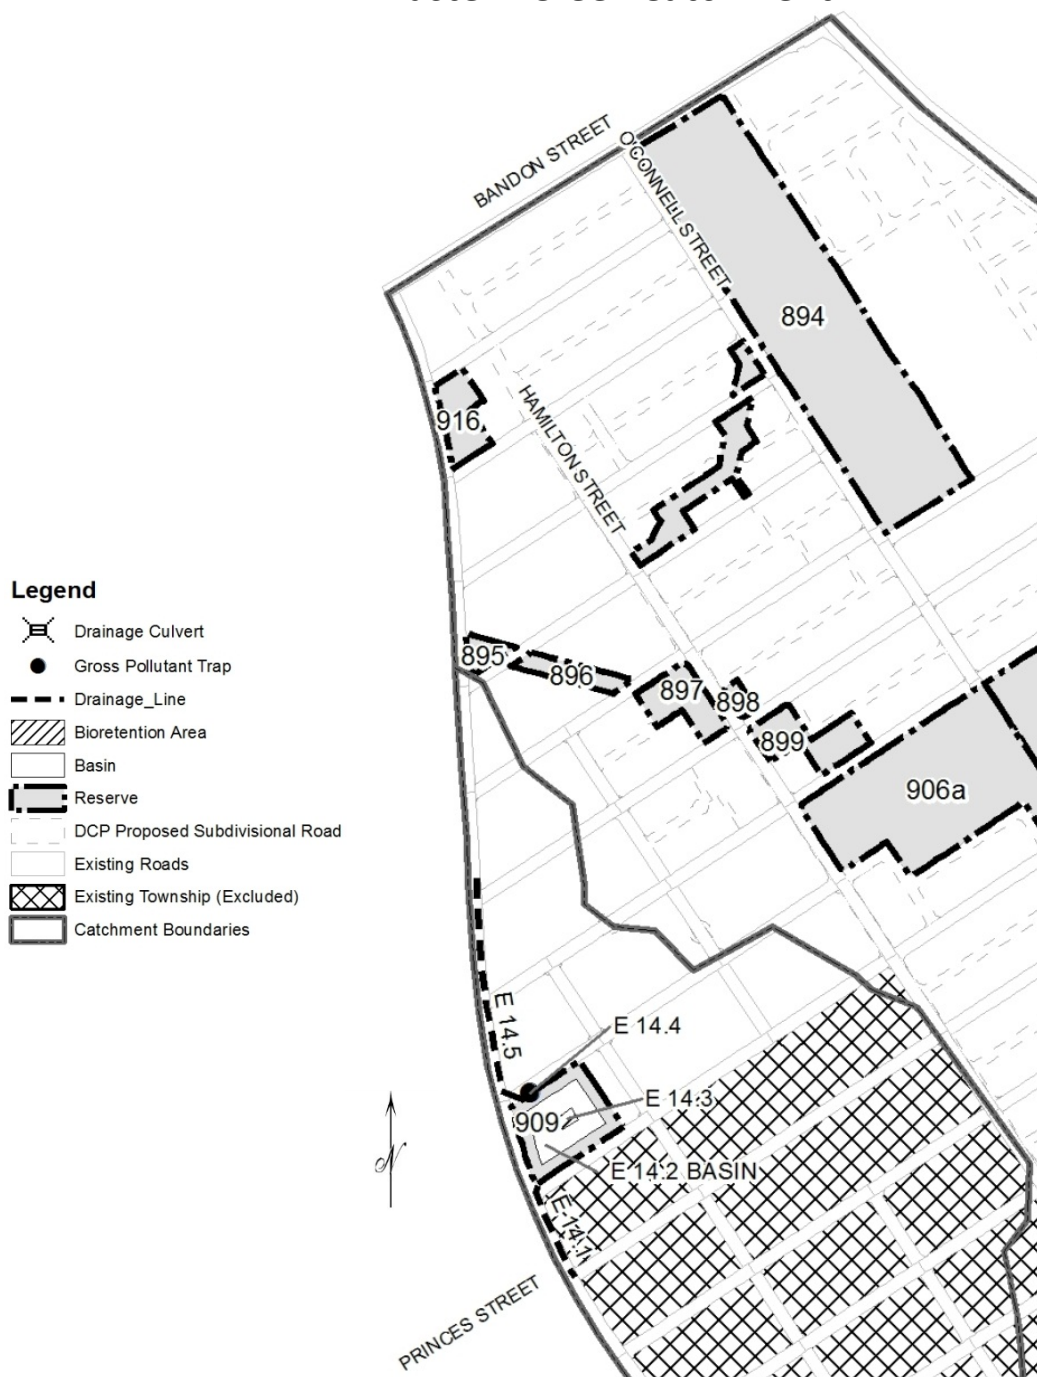 BANDON STREET
O'CONNELL STREET
894
916
HAMILTON STREET
895
896
897
898
899
906a
Legend
Drainage Culvert
Gross Pollutant Trap
Drainage_Line
Bioretention Area
Basin
Reserve
DCP Proposed Subdivisional Road
Existing Roads
Existing Township (Excluded)
Catchment Boundaries
E 14.5
E 14.4
E 14.3
909
E 14.2 BASIN
E 14.1
N
PRINCES STREET